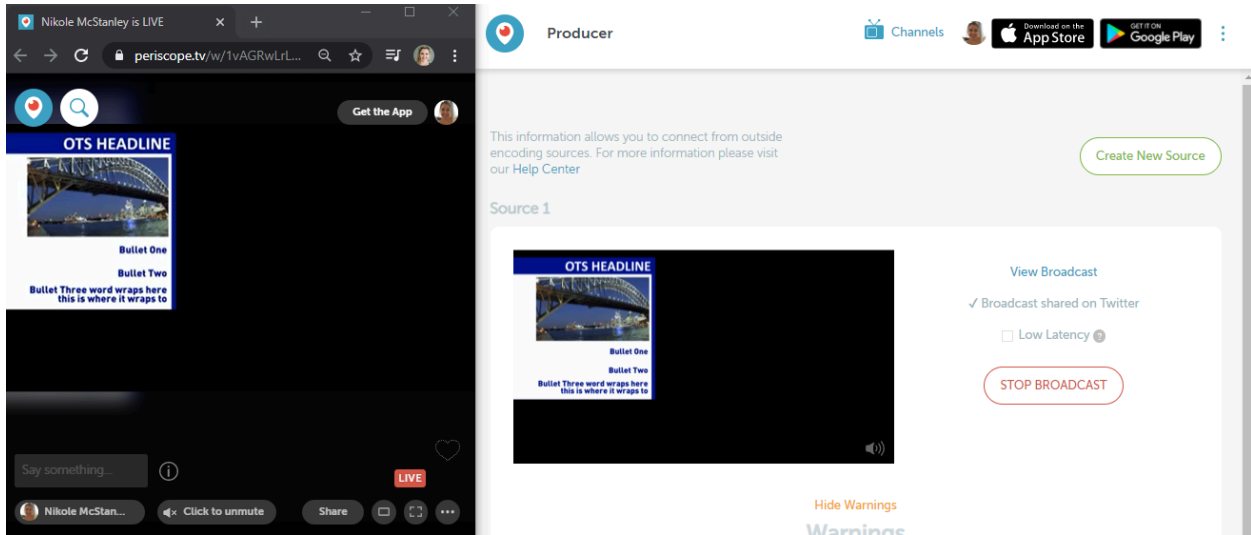 Nikole McStanley is LIVE
periscope.tv/w/1vAGRwLrL...
Get the App
OTS HEADLINE
Bullet One
Bullet Two
Bullet Three word wraps here
this is where it wraps to
Say something...
LIVE
Nikole McStan...
Click to unmute
Share
Producer
Channels
Download on the
App Store
GET IT ON
Google Play
This information allows you to connect from outside
encoding sources. For more information please visit
our Help Center
Create New Source
Source 1
OTS HEADLINE
Bullet One
Bullet Two
Bullet Three word wraps here
this is where it wraps to
View Broadcast
✓ Broadcast shared on Twitter
Low Latency ?
STOP BROADCAST
Hide Warnings
Warnings